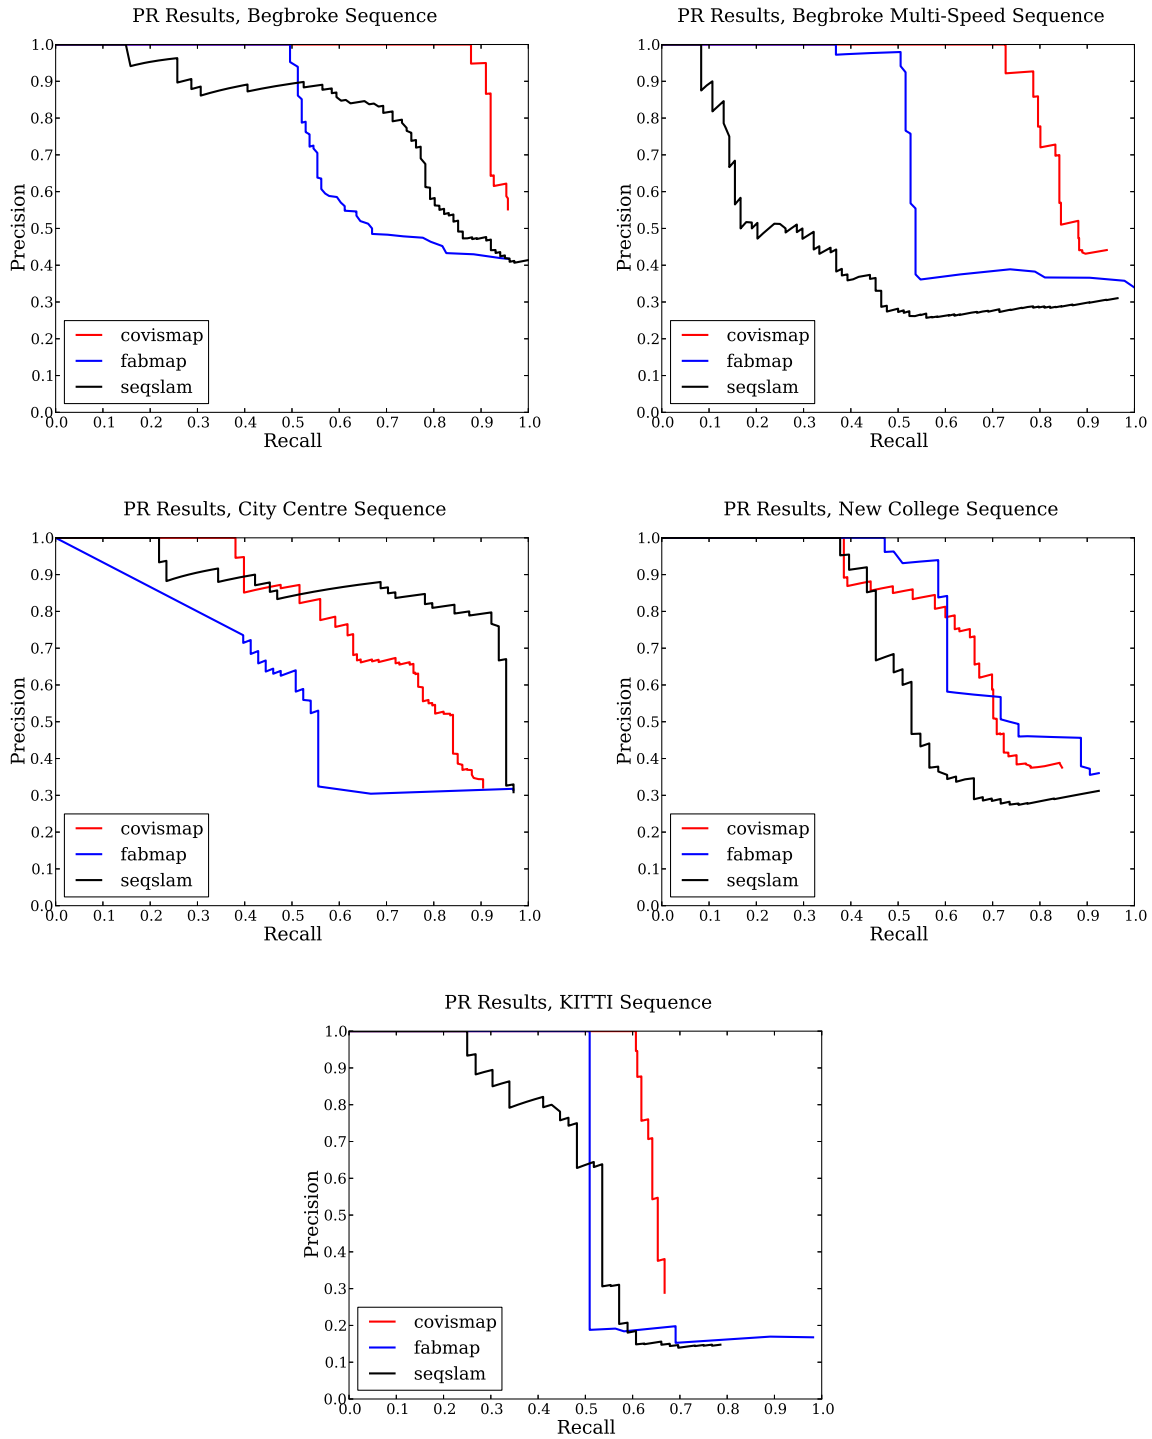 PR Results, Begbroke Sequence
1.0
0.9
0.8
0.7
0.6
0.5
0.4
0.3
0.2
0.1
0.0
Precision
covismap
fabmap
seqslam
0.0 0.1 0.2 0.3 0.4 0.5 0.6 0.7 0.8 0.9 1.0
Recall
PR Results, Begbroke Multi-Speed Sequence
1.0
0.9
0.8
0.7
0.6
0.5
0.4
0.3
0.2
0.1
0.0
Precision
covismap
fabmap
seqslam
0.0 0.1 0.2 0.3 0.4 0.5 0.6 0.7 0.8 0.9 1.0
Recall
PR Results, City Centre Sequence
1.0
0.9
0.8
0.7
0.6
0.5
0.4
0.3
0.2
0.1
0.0
Precision
covismap
fabmap
seqslam
0.0 0.1 0.2 0.3 0.4 0.5 0.6 0.7 0.8 0.9 1.0
Recall
PR Results, New College Sequence
1.0
0.9
0.8
0.7
0.6
0.5
0.4
0.3
0.2
0.1
0.0
Precision
covismap
fabmap
seqslam
0.0 0.1 0.2 0.3 0.4 0.5 0.6 0.7 0.8 0.9 1.0
Recall
PR Results, KITTI Sequence
1.0
0.9
0.8
0.7
0.6
0.5
0.4
0.3
0.2
0.1
0.0
Precision
covismap
fabmap
seqslam
0.0 0.1 0.2 0.3 0.4 0.5 0.6 0.7 0.8 0.9 1.0
Recall